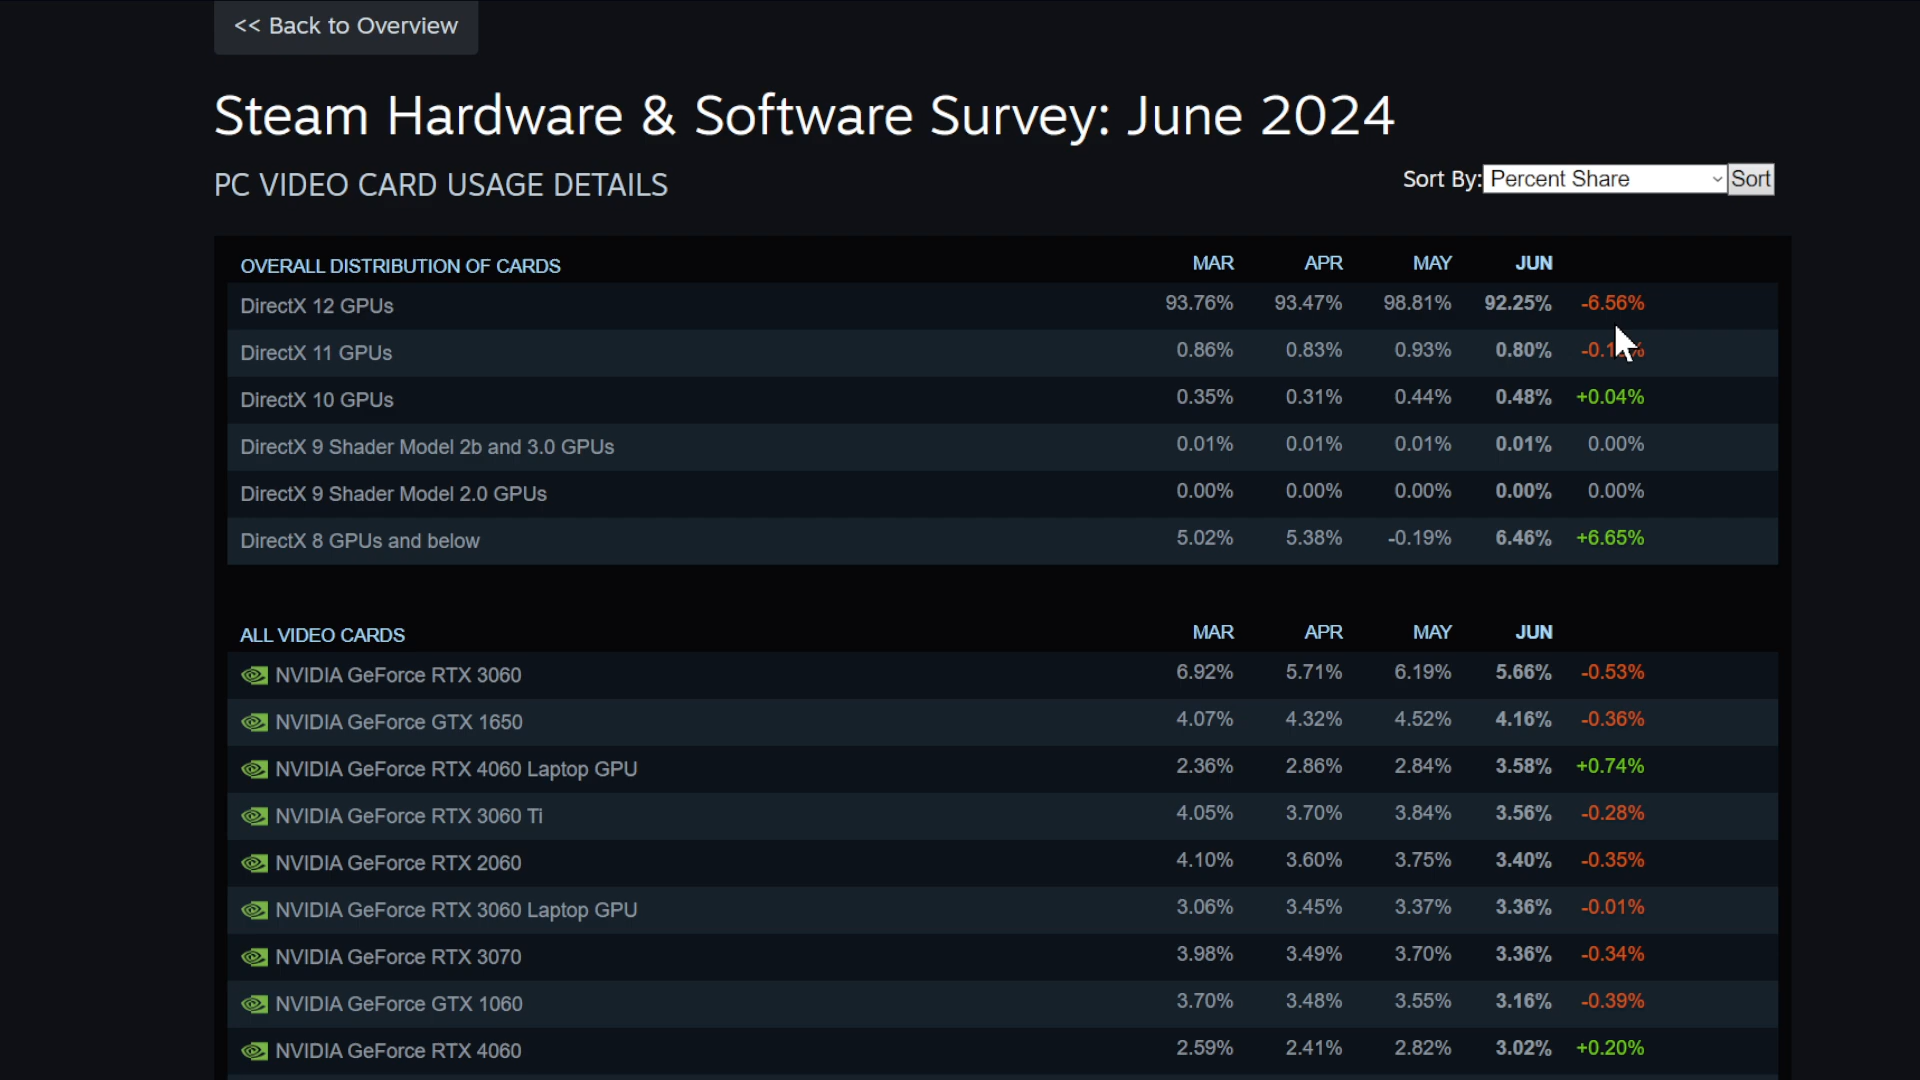 << Back to Overview
Steam Hardware & Software Survey: June 2024
PC VIDEO CARD USAGE DETAILS
Sort By: Percent Share Sort
OVERALL DISTRIBUTION OF CARDS MAR APR MAY JUN
DirectX 12 GPUs 93.76% 93.47% 98.81% 92.25% -6.56%
DirectX 11 GPUs 0.86% 0.83% 0.93% 0.80%
DirectX 10 GPUs 0.35% 0.31% 0.44% 0.48% +0.04%
DirectX 9 Shader Model 2b and 3.0 GPUs 0.01% 0.01% 0.01% 0.01% 0.00%
DirectX 9 Shader Model 2.0 GPUs 0.00% 0.00% 0.00% 0.00% 0.00%
DirectX 8 GPUs and below 5.02% 5.38% -0.19% 6.46% +6.65%
ALL VIDEO CARDS MAR APR MAY JUN
NVIDIA GeForce RTX 3060 6.92% 5.71% 6.19% 5.66% -0.53%
NVIDIA GeForce GTX 1650 4.07% 4.32% 4.52% 4.16% -0.36%
NVIDIA GeForce RTX 4060 Laptop GPU 2.36% 2.86% 2.84% 3.58% +0.74%
NVIDIA GeForce RTX 3060 Ti 4.05% 3.70% 3.84% 3.56% -0.28%
NVIDIA GeForce RTX 2060 4.10% 3.60% 3.75% 3.40% -0.35%
NVIDIA GeForce RTX 3060 Laptop GPU 3.06% 3.45% 3.37% 3.36% -0.01%
NVIDIA GeForce RTX 3070 3.98% 3.49% 3.70% 3.36% -0.34%
NVIDIA GeForce GTX 1060 3.70% 3.48% 3.55% 3.16% -0.39%
NVIDIA GeForce RTX 4060 2.59% 2.41% 2.82% 3.02% +0.20%